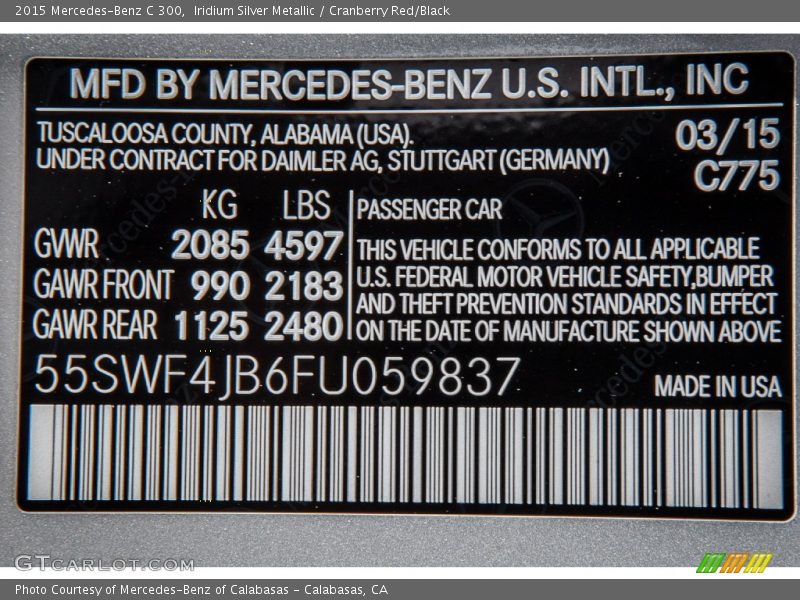 2015 Mercedes-Benz C 300, Iridium Silver Metallic / Cranberry Red/Black
MFD BY MERCEDES-BENZ U.S. INTL., INC
TUSCALOOSA COUNTY, ALABAMA (USA).
UNDER CONTRACT FOR DAIMLER AG, STUTTGART (GERMANY)
03/15
C775
KG LBS
GWR 2085 4597
GAWR FRONT 990 2183
GAWR REAR 1125 2480
PASSENGER CAR
THIS VEHICLE CONFORMS TO ALL APPLICABLE
U.S. FEDERAL MOTOR VEHICLE SAFETY,BUMPER
AND THEFT PREVENTION STANDARDS IN EFFECT
ON THE DATE OF MANUFACTURE SHOWN ABOVE
55SWF4JB6FU059837
MADE IN USA
GTCARLOT.COM
Photo Courtesy of Mercedes-Benz of Calabasas - Calabasas, CA